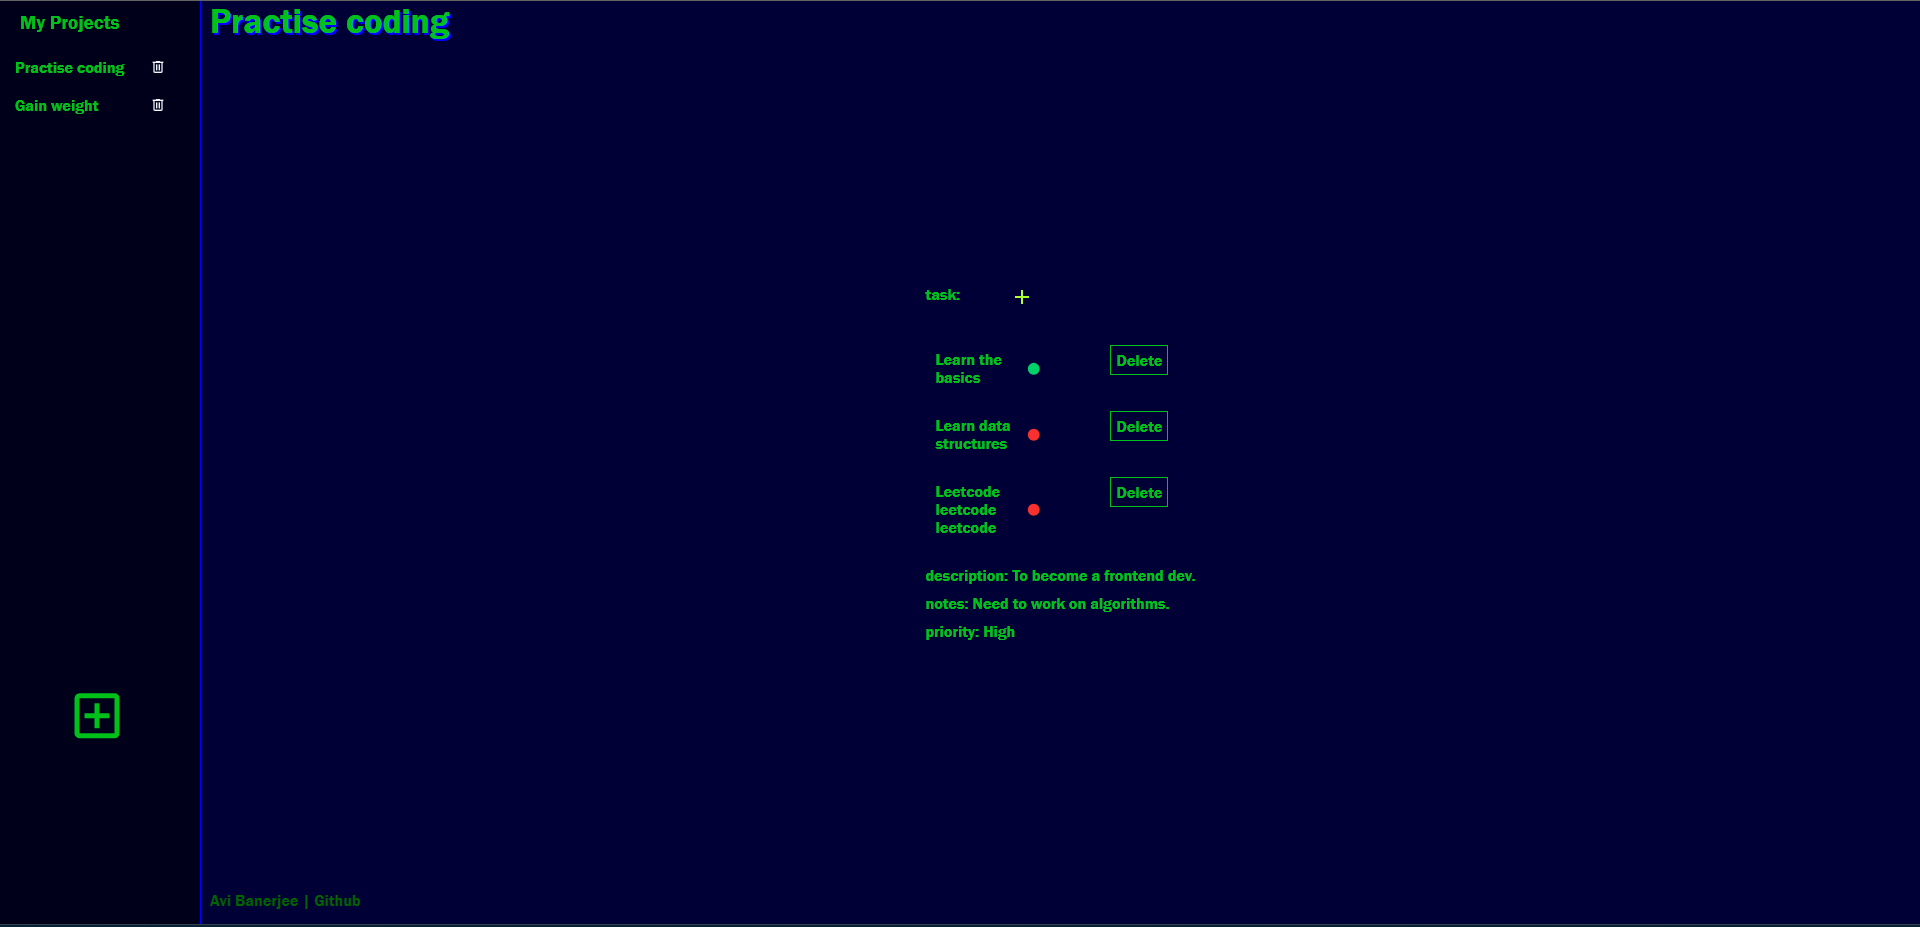 My Projects
Practise coding
Gain weight
Practise coding
task:
Learn the
basics
Delete
Learn data
structures
Delete
Leetcode
leetcode
leetcode
Delete
description: To become a frontend dev.
notes: Need to work on algorithms.
priority: High
Avi Banerjee | Github